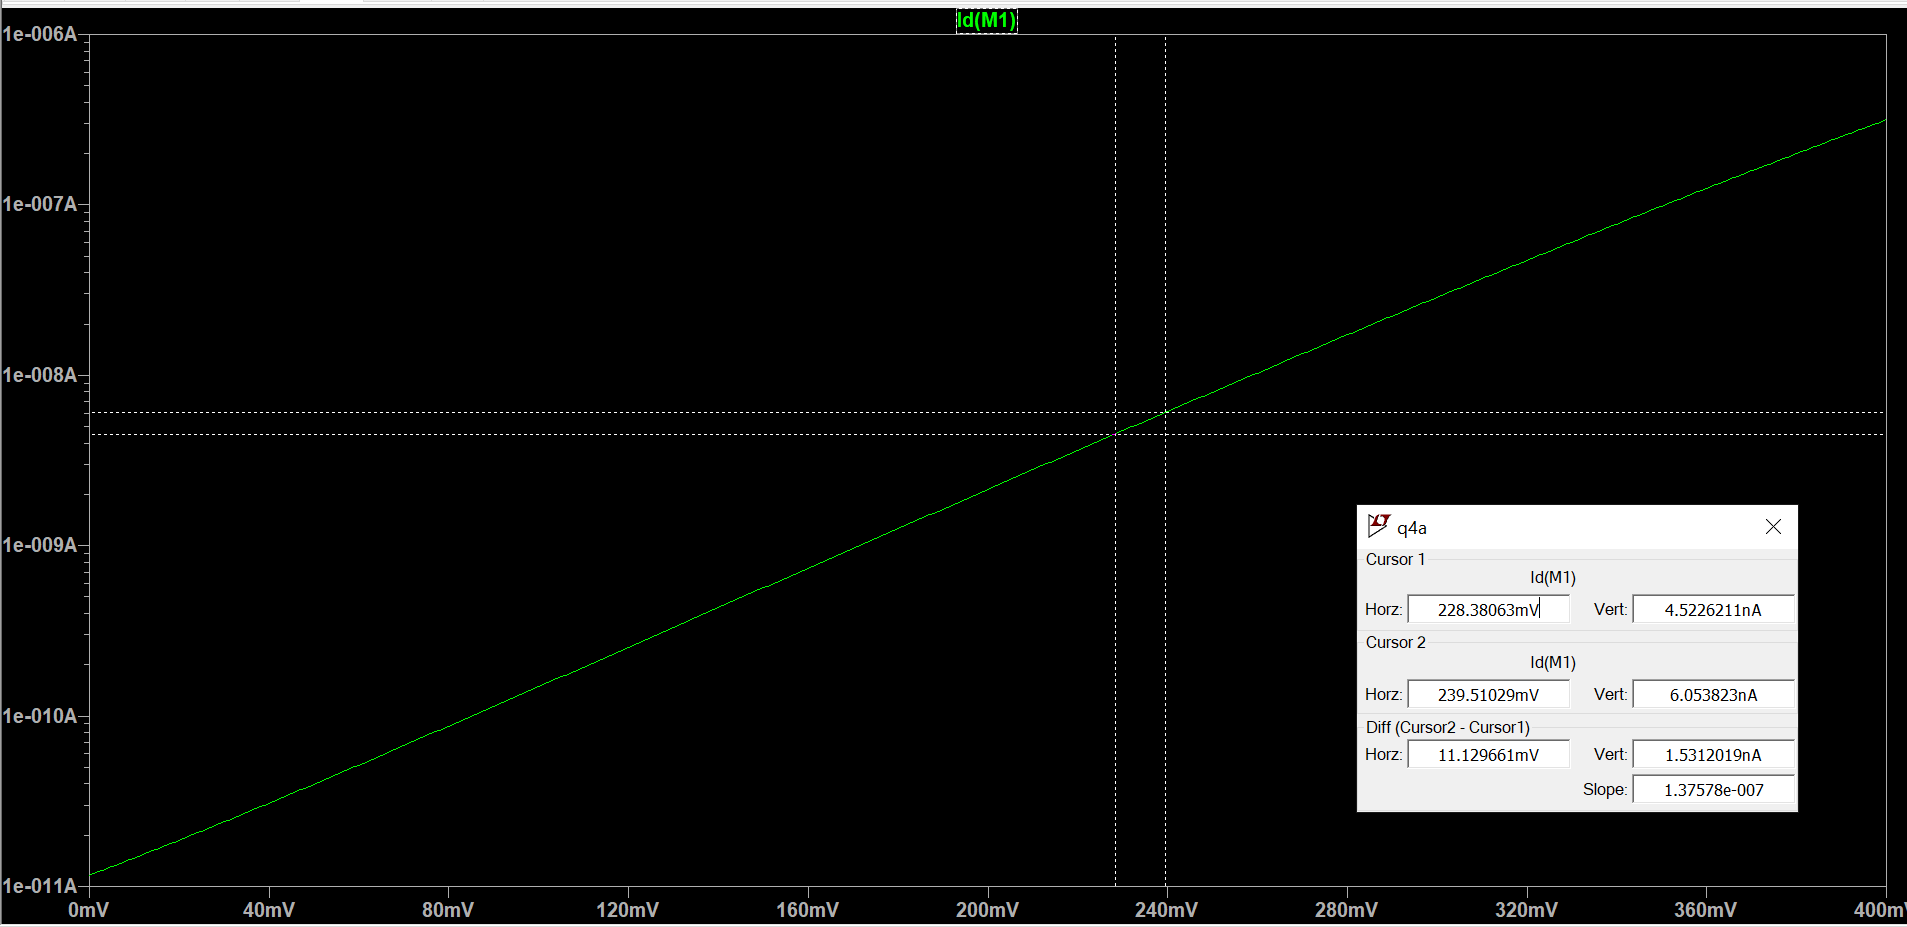 Id(M1)
1e-006A
1e-007A
1e-008A
1e-009A
1e-010A
1e-011A
0mV 40mV 80mV 120mV 160mV 200mV 240mV 280mV 320mV 360mV 400mV
q4a
Cursor 1
Id(M1)
Horz: 228.38063mV Vert: 4.5226211nA
Cursor 2
Id(M1)
Horz: 239.51029mV Vert: 6.053823nA
Diff (Cursor2 - Cursor1)
Horz: 11.129661mV Vert: 1.5312019nA
Slope: 1.37578e-007